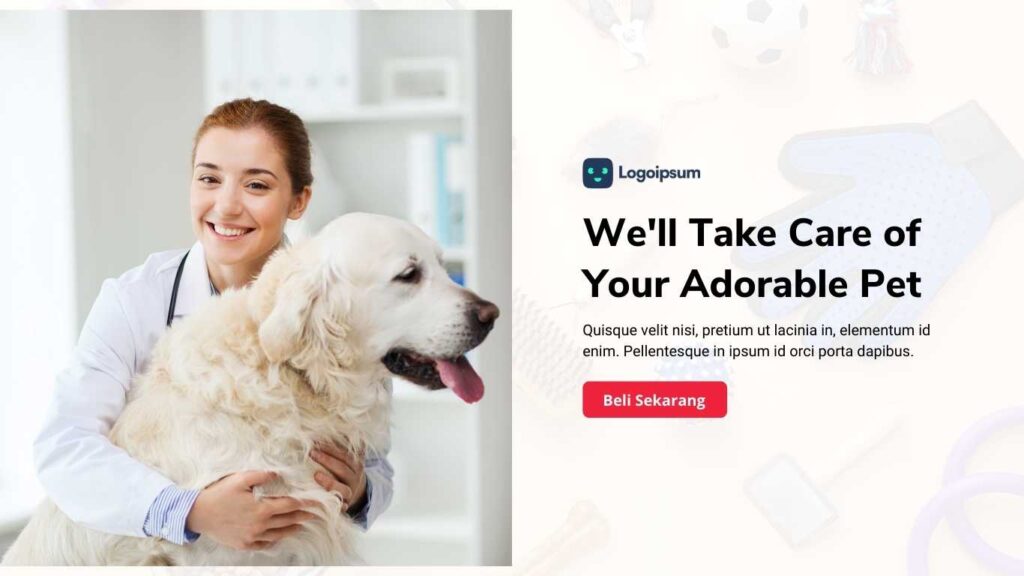 Logoipsum
We'll Take Care of
Your Adorable Pet
Quisque velit nisi, pretium ut lacinia in, elementum id
enim. Pellentesque in ipsum id orci porta dapibus.
Beli Sekarang